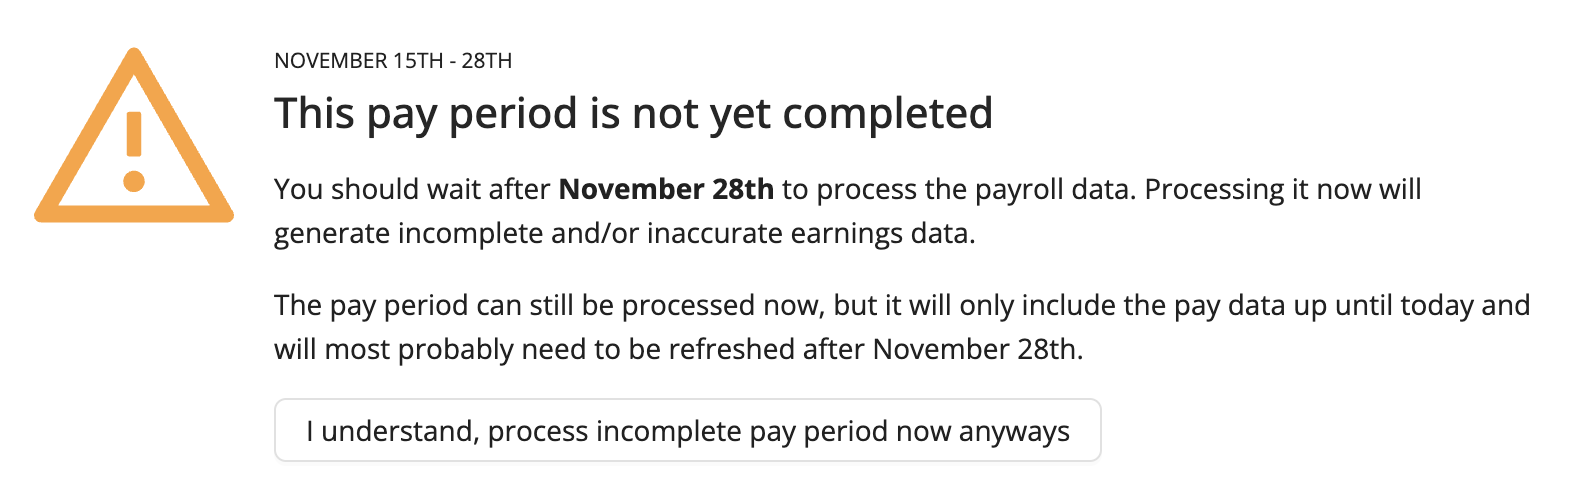 NOVEMBER 15TH - 28TH
This pay period is not yet completed
You should wait after November 28th to process the payroll data. Processing it now will
generate incomplete and/or inaccurate earnings data.
The pay period can still be processed now, but it will only include the pay data up until today and
will most probably need to be refreshed after November 28th.
I understand, process incomplete pay period now anyways